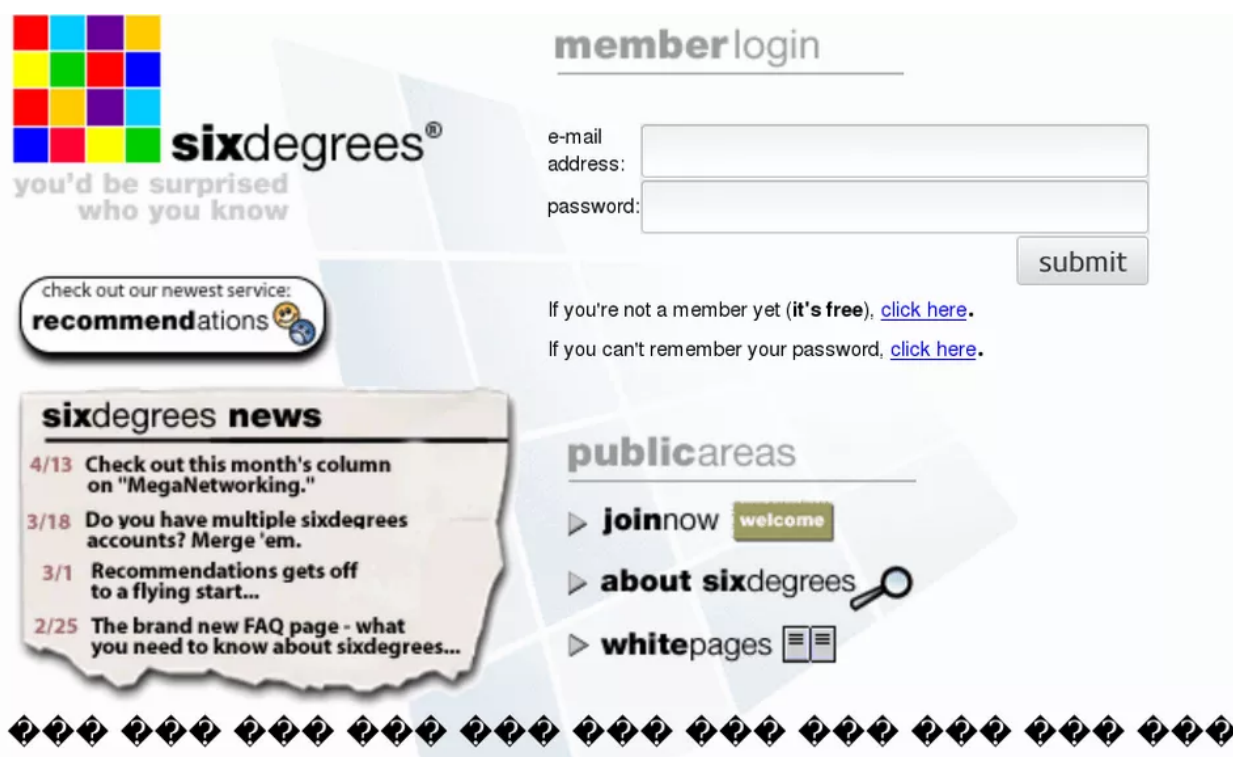 sixdegrees®
you'd be surprised
who you know
check out our newest service:
recommendations
sixdegrees news
4/13 Check out this month's column
on "MegaNetworking."
3/18 Do you have multiple sixdegrees
accounts? Merge 'em.
3/1 Recommendations gets off
to a flying start...
2/25 The brand new FAQ page - what
you need to know about sixdegrees...
memberlogin
e-mail
address:
password:
submit
If you're not a member yet (it's free), click here.
If you can't remember your password, click here.
publicareas
joinnow welcome
about sixdegrees
whitepages
��� ��� ��� ��� ��� ��� ��� ��� ��� ��� ���